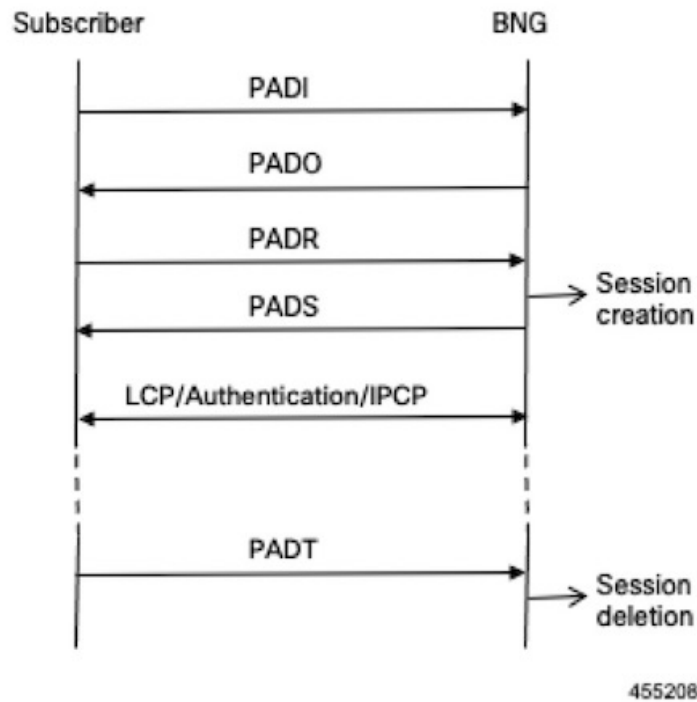 Subscriber BNG
PADI
PADO
PADR
Session
creation
PADS
LCP/Authentication/IPCP
PADT
Session
deletion
455208